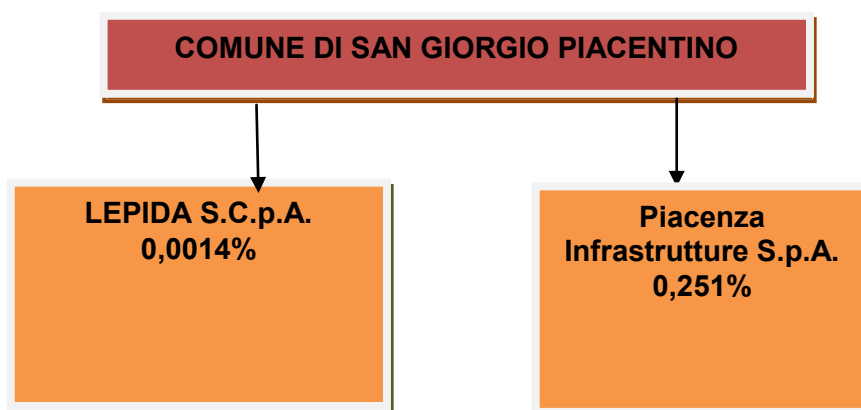 COMUNE DI SAN GIORGIO PIACENTINO
LEPIDA S.C.p.A.
0,0014%
Piacenza
Infrastrutture S.p.A.
0,251%